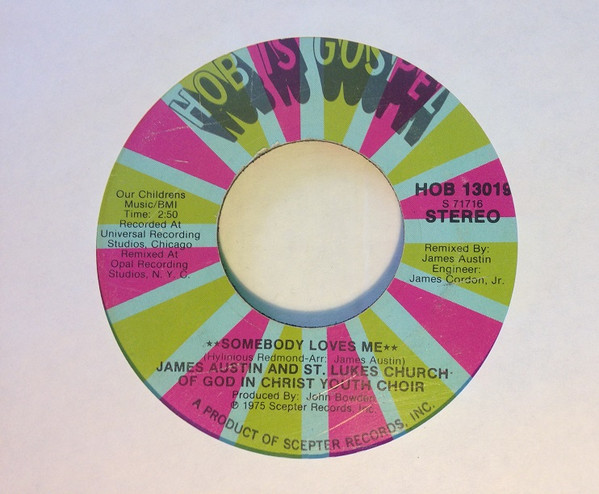 HOB IS GOSPEL
Our Childrens
Music/BMI
Time: 2:50
Recorded At
Universal Recording
Studios, Chicago
Remixed At
Opal Recording
Studios, N. Y. C.
HOB 13019
S 71716
STEREO
Remixed By:
James Austin
Engineer:
James Gordon, Jr.
**SOMEBODY LOVES ME**
(Hylinious Redmond-Arr: James Austin)
JAMES AUSTIN AND ST. LUKES CHURCH
OF GOD IN CHRIST YOUTH CHOIR
Produced By: John Bowden
℗ 1975 Scepter Records, Inc.
A PRODUCT OF SCEPTER RECORDS, INC.